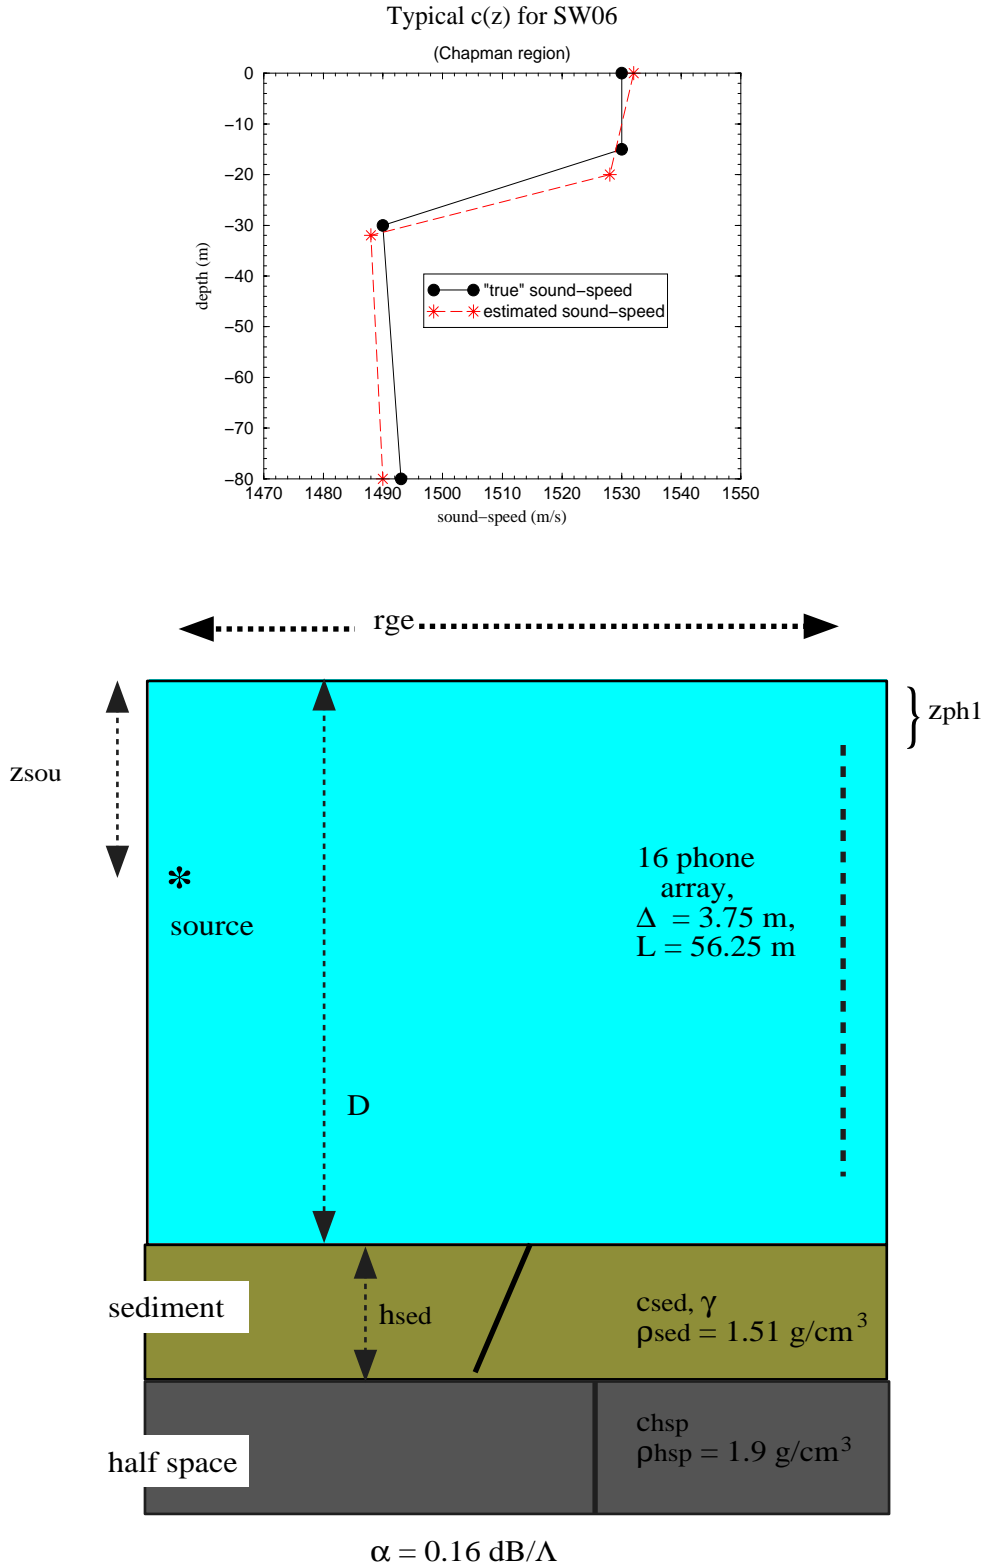 Typical c(z) for SW06
(Chapman region)
0
−10
−20
−30
−40
−50
−60
−70
−80
depth (m)
"true" sound−speed
estimated sound−speed
1470 1480 1490 1500 1510 1520 1530 1540 1550
sound−speed (m/s)
rge
zph1
zsou
*
source
16 phone
array,
Δ = 3.75 m,
L = 56.25 m
D
sediment
hsed
csed, γ
ρsed = 1.51 g/cm³
half space
chsp
ρhsp = 1.9 g/cm³
α = 0.16 dB/Λ